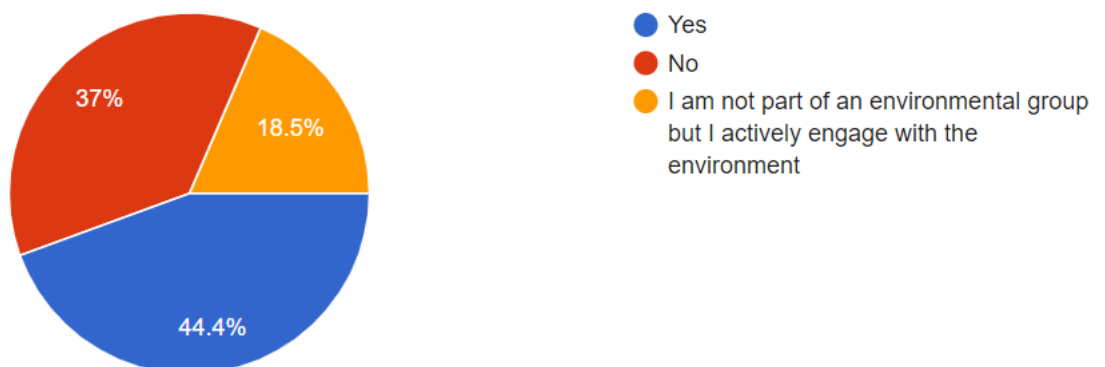 Yes
No
I am not part of an environmental group
but I actively engage with the
environment
37%
18.5%
44.4%